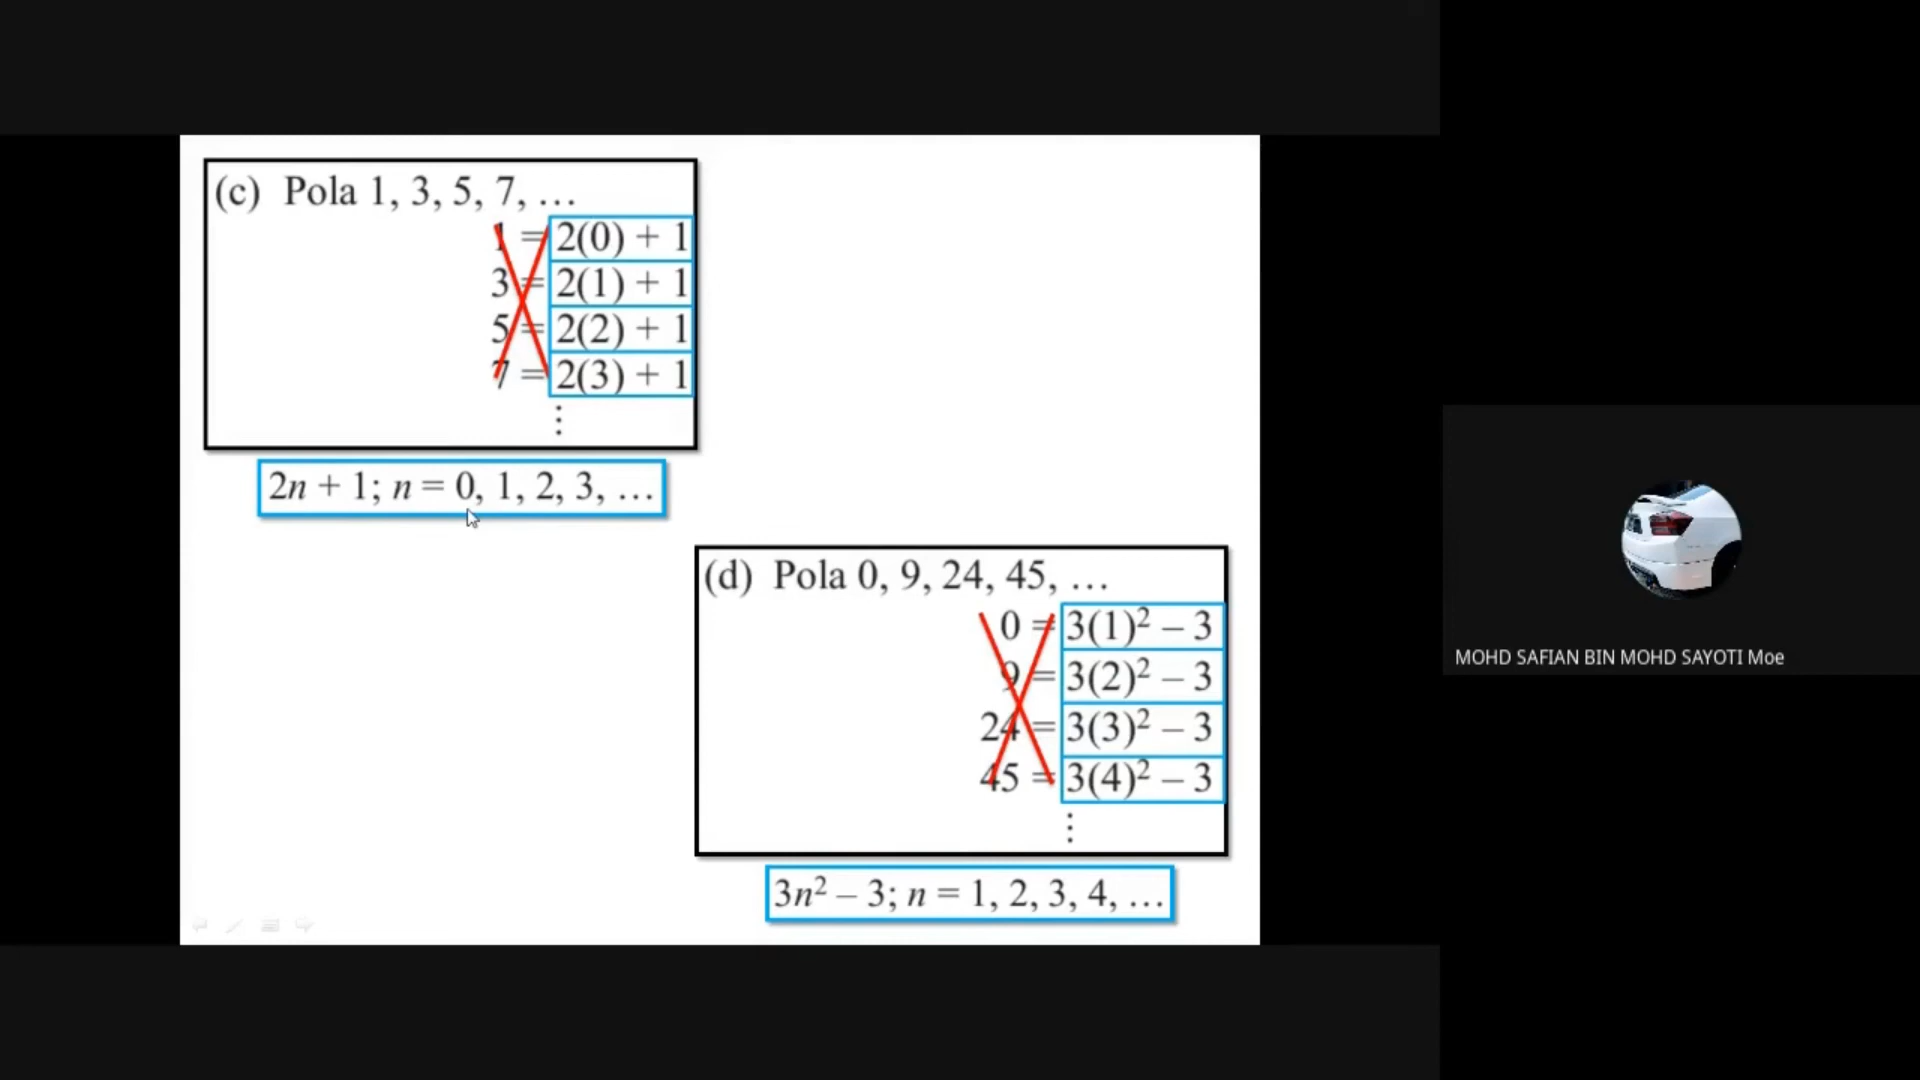 (c) Pola 1, 3, 5, 7, …
1 = 2(0) + 1
3 = 2(1) + 1
5 = 2(2) + 1
7 = 2(3) + 1
⋮
2n + 1; n = 0, 1, 2, 3, …
(d) Pola 0, 9, 24, 45, …
0 = 3(1)² – 3
9 = 3(2)² – 3
24 = 3(3)² – 3
45 = 3(4)² – 3
⋮
3n² – 3; n = 1, 2, 3, 4, …
MOHD SAFIAN BIN MOHD SAYOTI Moe